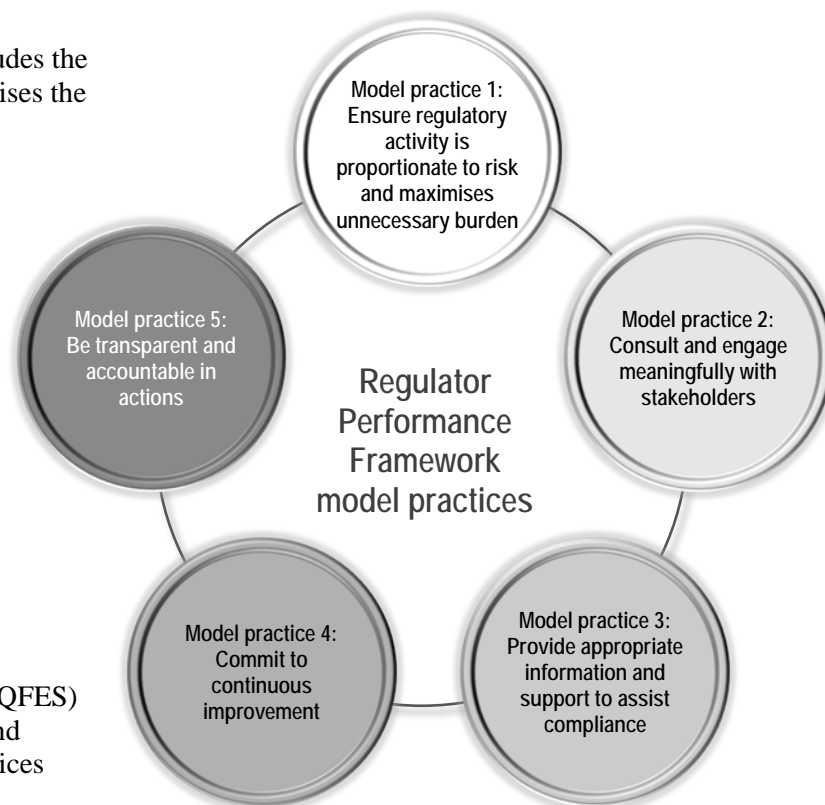 udes the
ises the
Model practice 1:
Ensure regulatory
activity is
proportionate to risk
and maximises
unnecessary burden
Model practice 5:
Be transparent and
accountable in
actions
Model practice 2:
Consult and engage
meaningfully with
stakeholders
Regulator
Performance
Framework
model practices
Model practice 4:
Commit to
continuous
improvement
Model practice 3:
Provide appropriate
information and
support to assist
compliance
QFES)
nd
ices